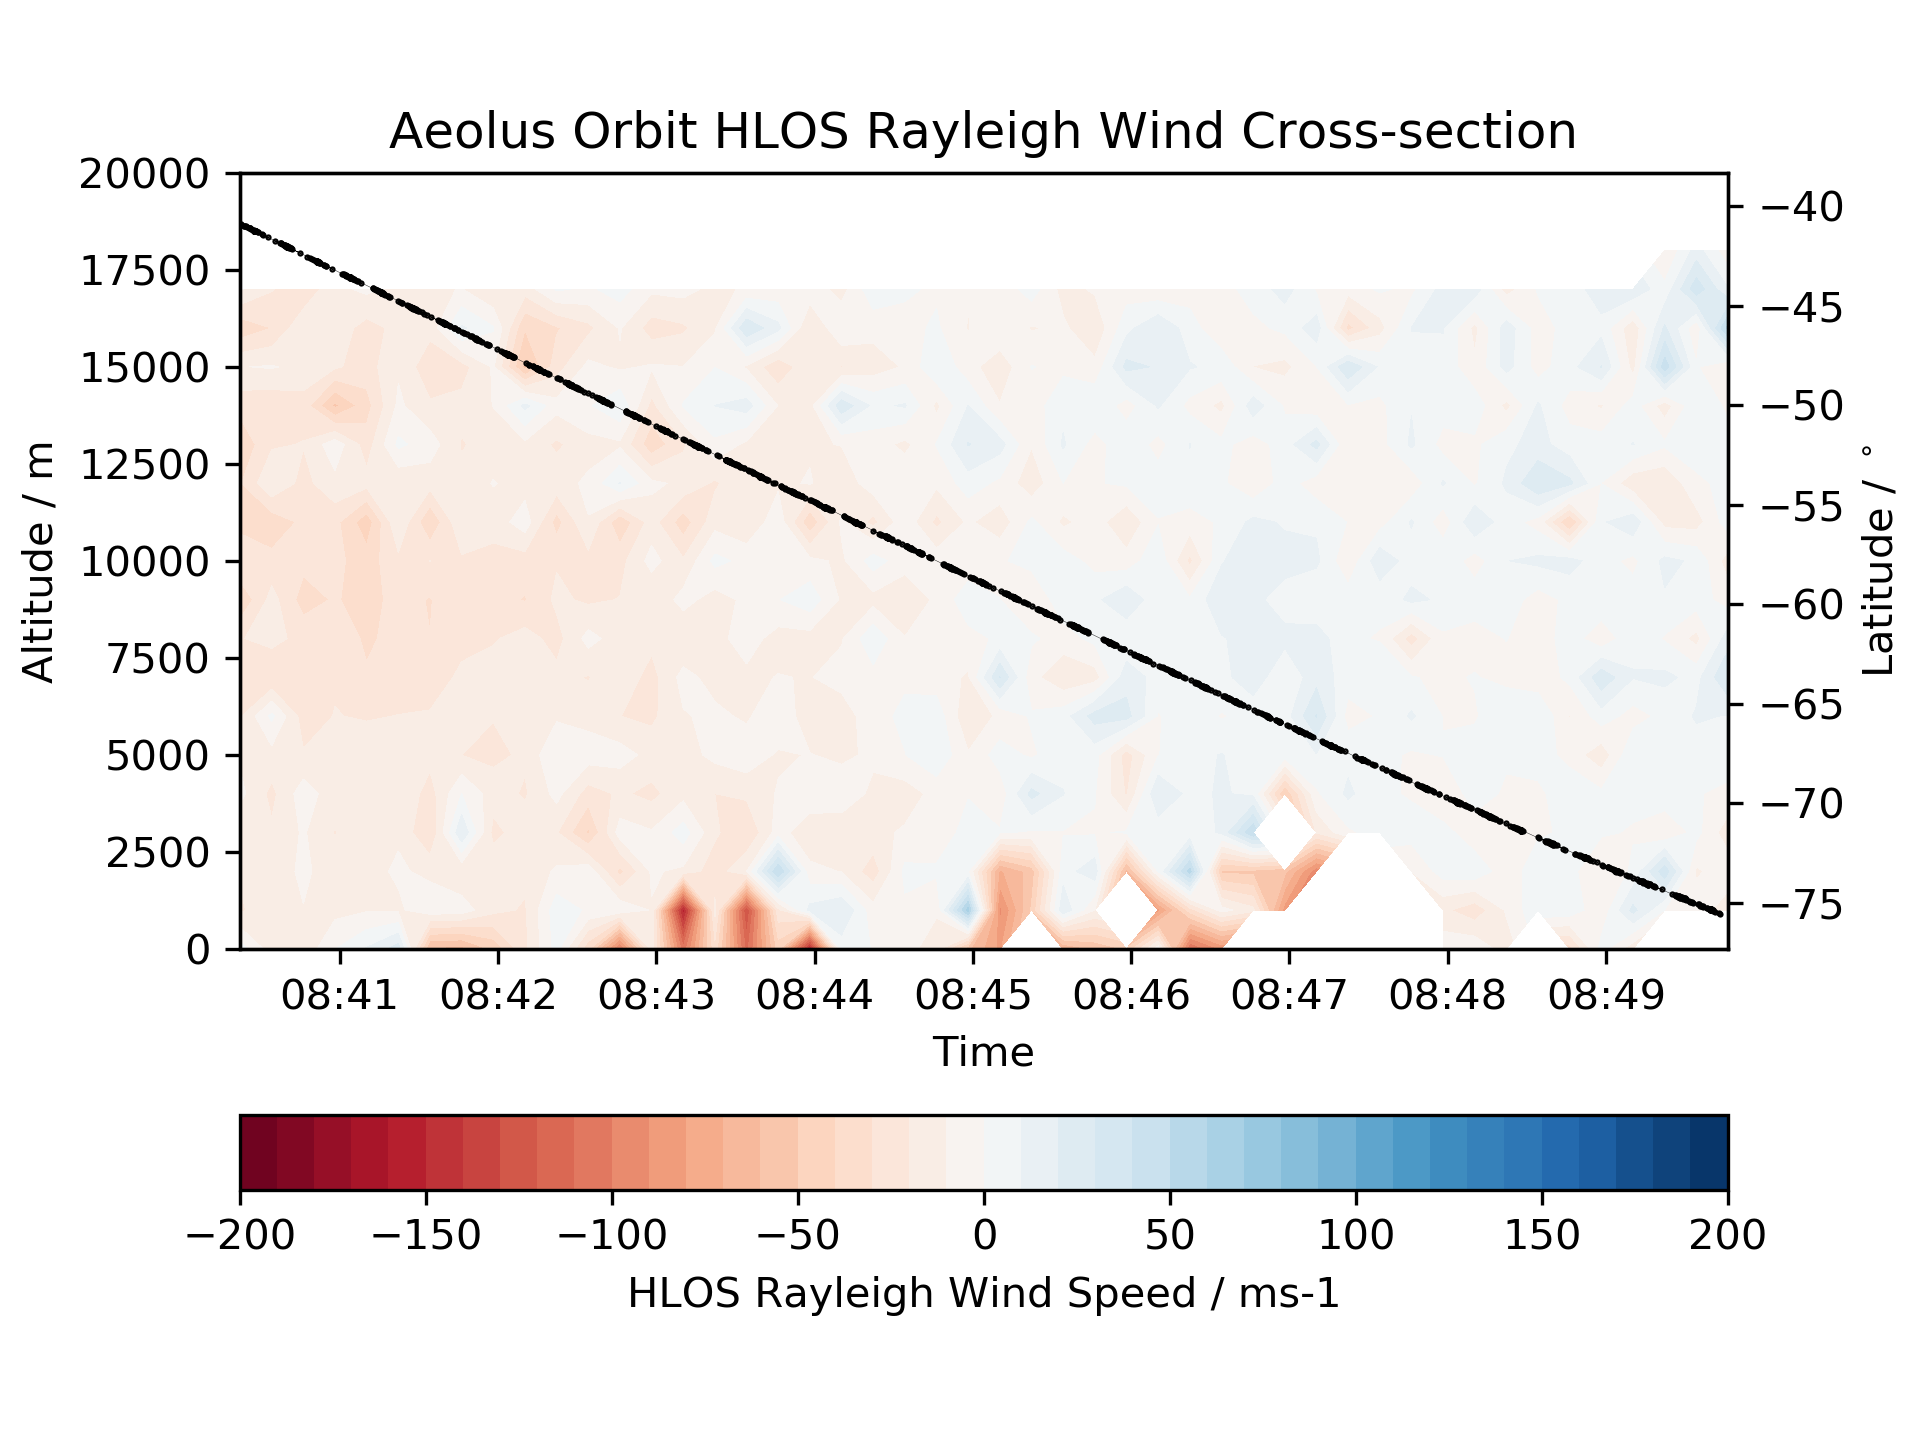 Aeolus Orbit HLOS Rayleigh Wind Cross-section
20000
17500
15000
12500
10000
7500
5000
2500
0
Altitude / m
−40
−45
−50
−55
−60
−65
−70
−75
Latitude / °
08:41 08:42 08:43 08:44 08:45 08:46 08:47 08:48 08:49
Time
−200 −150 −100 −50 0 50 100 150 200
HLOS Rayleigh Wind Speed / ms-1